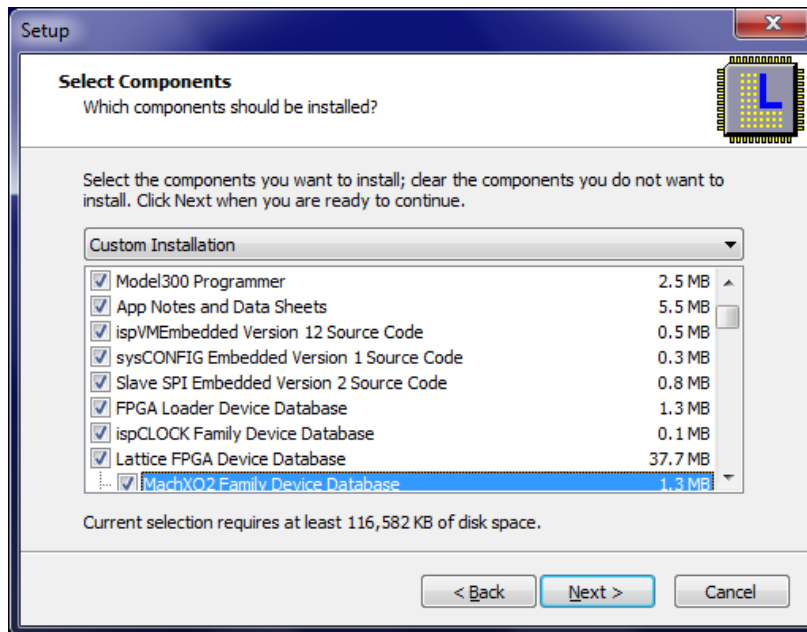 Setup
Select Components
Which components should be installed?
L
Select the components you want to install; clear the components you do not want to
install. Click Next when you are ready to continue.
Custom Installation
Model300 Programmer 2.5 MB
App Notes and Data Sheets 5.5 MB
ispVMEmbedded Version 12 Source Code 0.5 MB
sysCONFIG Embedded Version 1 Source Code 0.3 MB
Slave SPI Embedded Version 2 Source Code 0.8 MB
FPGA Loader Device Database 1.3 MB
ispCLOCK Family Device Database 0.1 MB
Lattice FPGA Device Database 37.7 MB
MachXO2 Family Device Database 1.3 MB
Current selection requires at least 116,582 KB of disk space.
< Back Next > Cancel